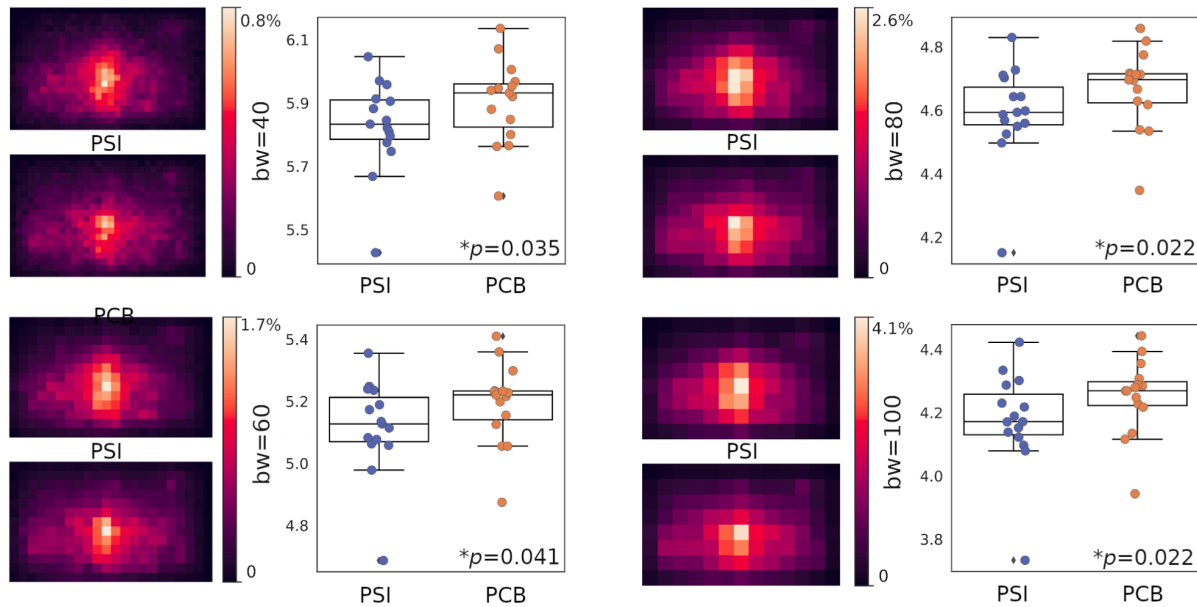 0.8%
PSI
bw=40
0
6.1
5.9
5.7
5.5
*p=0.035
PSI PCB
2.6%
PSI
bw=80
0
4.8
4.6
4.4
4.2
*p=0.022
PSI PCB
PCB
1.7%
PSI
bw=60
0
5.4
5.2
5.0
4.8
*p=0.041
PSI PCB
4.1%
PSI
bw=100
0
4.4
4.2
4.0
3.8
*p=0.022
PSI PCB